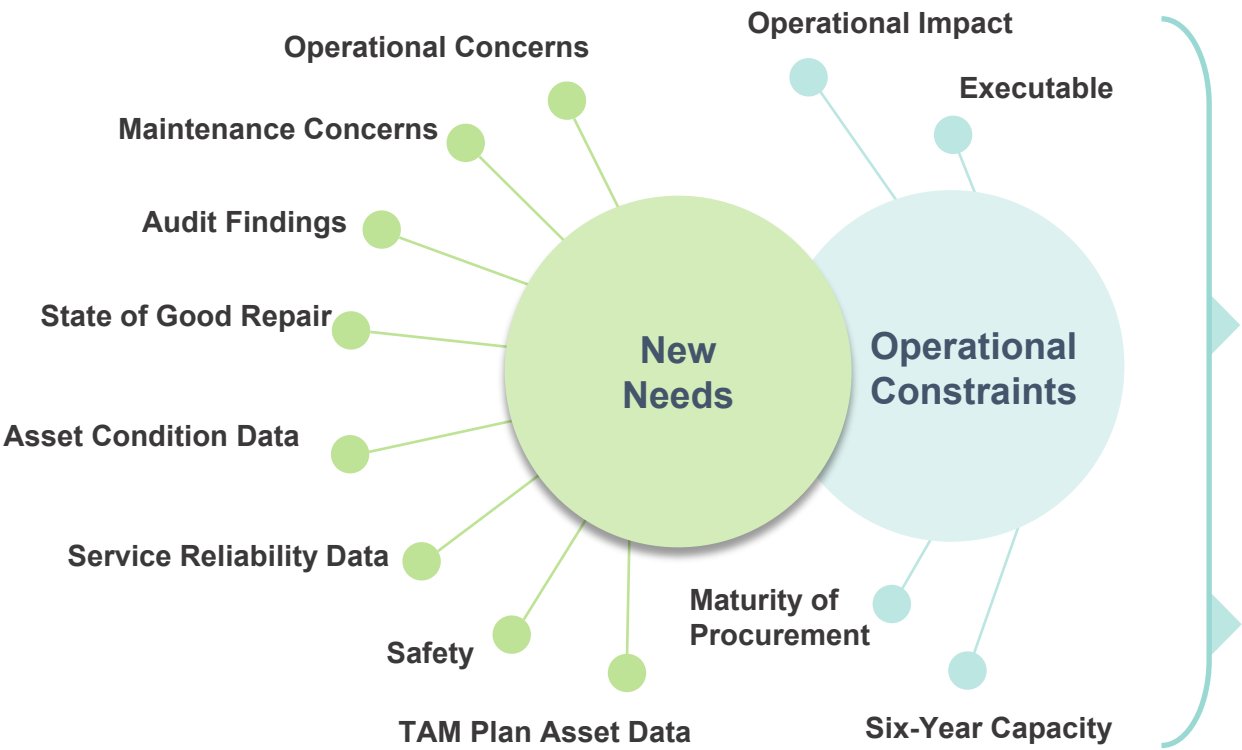 Operational Concerns
Maintenance Concerns
Audit Findings
State of Good Repair
Asset Condition Data
Service Reliability Data
Safety
TAM Plan Asset Data
New
Needs
Operational Impact
Executable
Operational
Constraints
Maturity of
Procurement
Six-Year Capacity